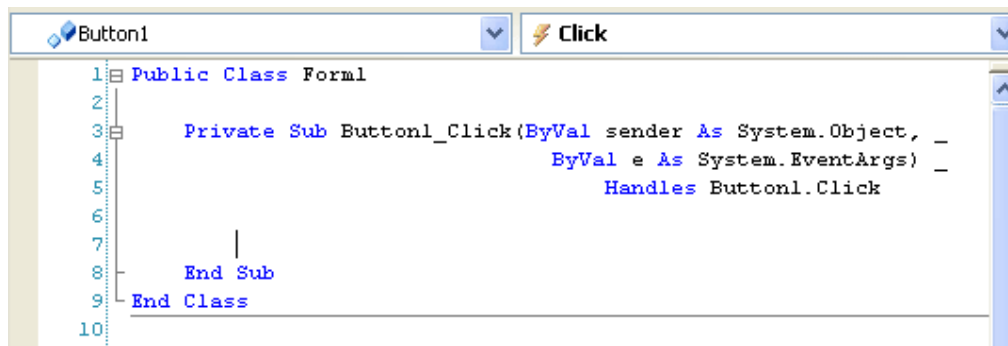 Button1 Click
1 Public Class Form1
2
3 Private Sub Button1_Click(ByVal sender As System.Object, _
4 ByVal e As System.EventArgs) _
5 Handles Button1.Click
6
7
8 End Sub
9 End Class
10